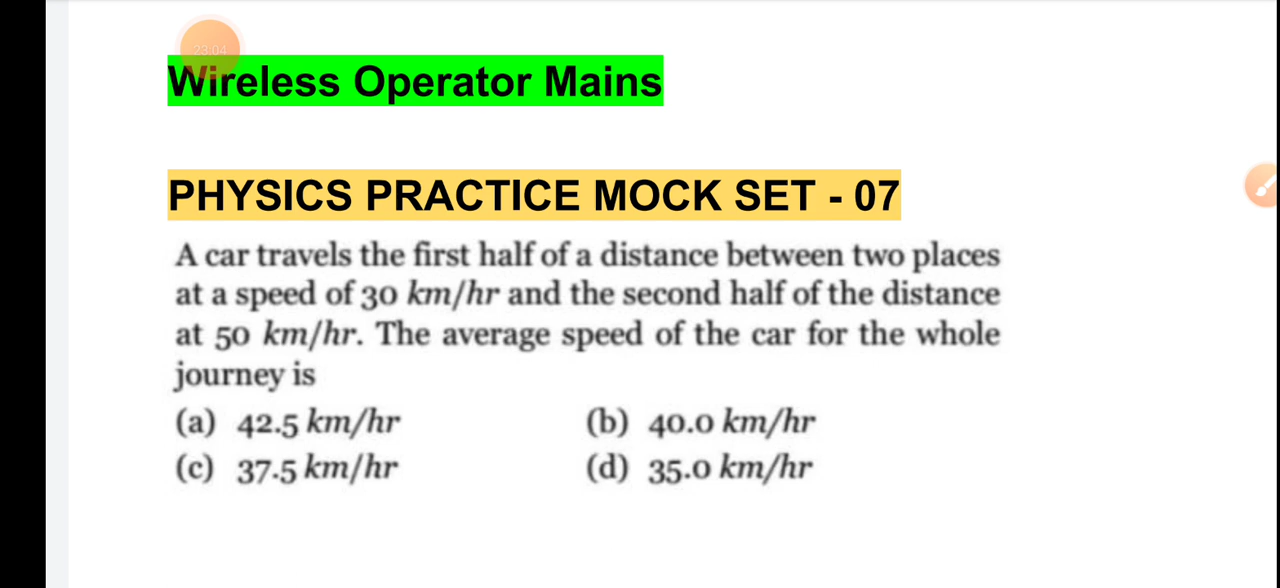 23:04
Wireless Operator Mains
PHYSICS PRACTICE MOCK SET - 07
A car travels the first half of a distance between two places
at a speed of 30 km/hr and the second half of the distance
at 50 km/hr. The average speed of the car for the whole
journey is
(a) 42.5 km/hr (b) 40.0 km/hr
(c) 37.5 km/hr (d) 35.0 km/hr